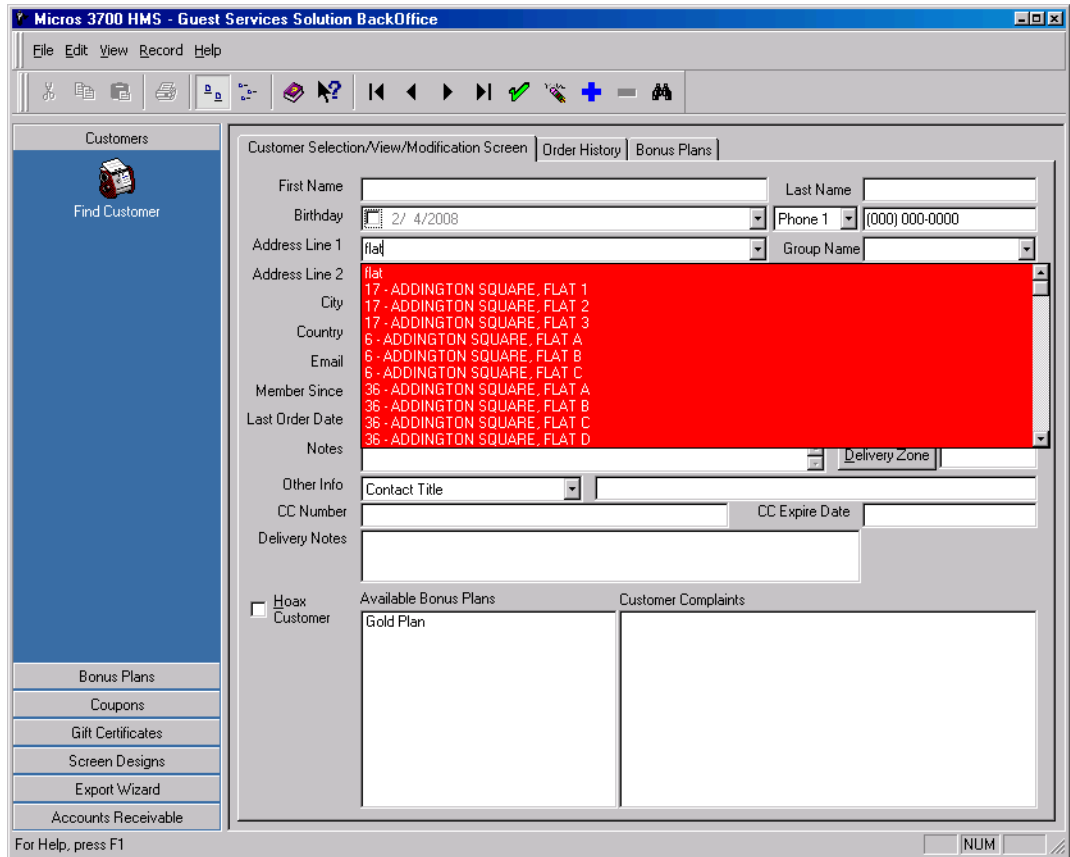 Micros 3700 HMS - Guest Services Solution BackOffice
File Edit View Record Help
Customers
Find Customer
Bonus Plans
Coupons
Gift Certificates
Screen Designs
Export Wizard
Accounts Receivable
Customer Selection/View/Modification Screen Order History Bonus Plans
First Name Last Name
Birthday 2/ 4/2008 Phone 1 (000) 000-0000
Address Line 1 flat Group Name
Address Line 2
City
Country
Email
Member Since
Last Order Date
flat
17 - ADDINGTON SQUARE, FLAT 1
17 - ADDINGTON SQUARE, FLAT 2
17 - ADDINGTON SQUARE, FLAT 3
6 - ADDINGTON SQUARE, FLAT A
6 - ADDINGTON SQUARE, FLAT B
6 - ADDINGTON SQUARE, FLAT C
36 - ADDINGTON SQUARE, FLAT A
36 - ADDINGTON SQUARE, FLAT B
36 - ADDINGTON SQUARE, FLAT C
36 - ADDINGTON SQUARE, FLAT D
Notes Delivery Zone
Other Info Contact Title
CC Number CC Expire Date
Delivery Notes
Hoax
Customer
Available Bonus Plans Customer Complaints
Gold Plan
For Help, press F1 NUM